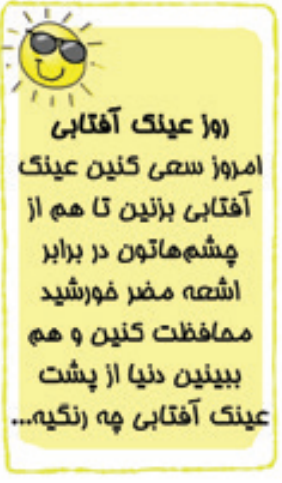 روز عینک آفتابی
امروز سعی کنین عینک
آفتابی بزنین تا هم از
چشم‌هاتون در برابر
اشعه مضر خورشید
محافظت کنین و هم
ببینین دنیا از پشت
عینک آفتابی چه رنگیه...